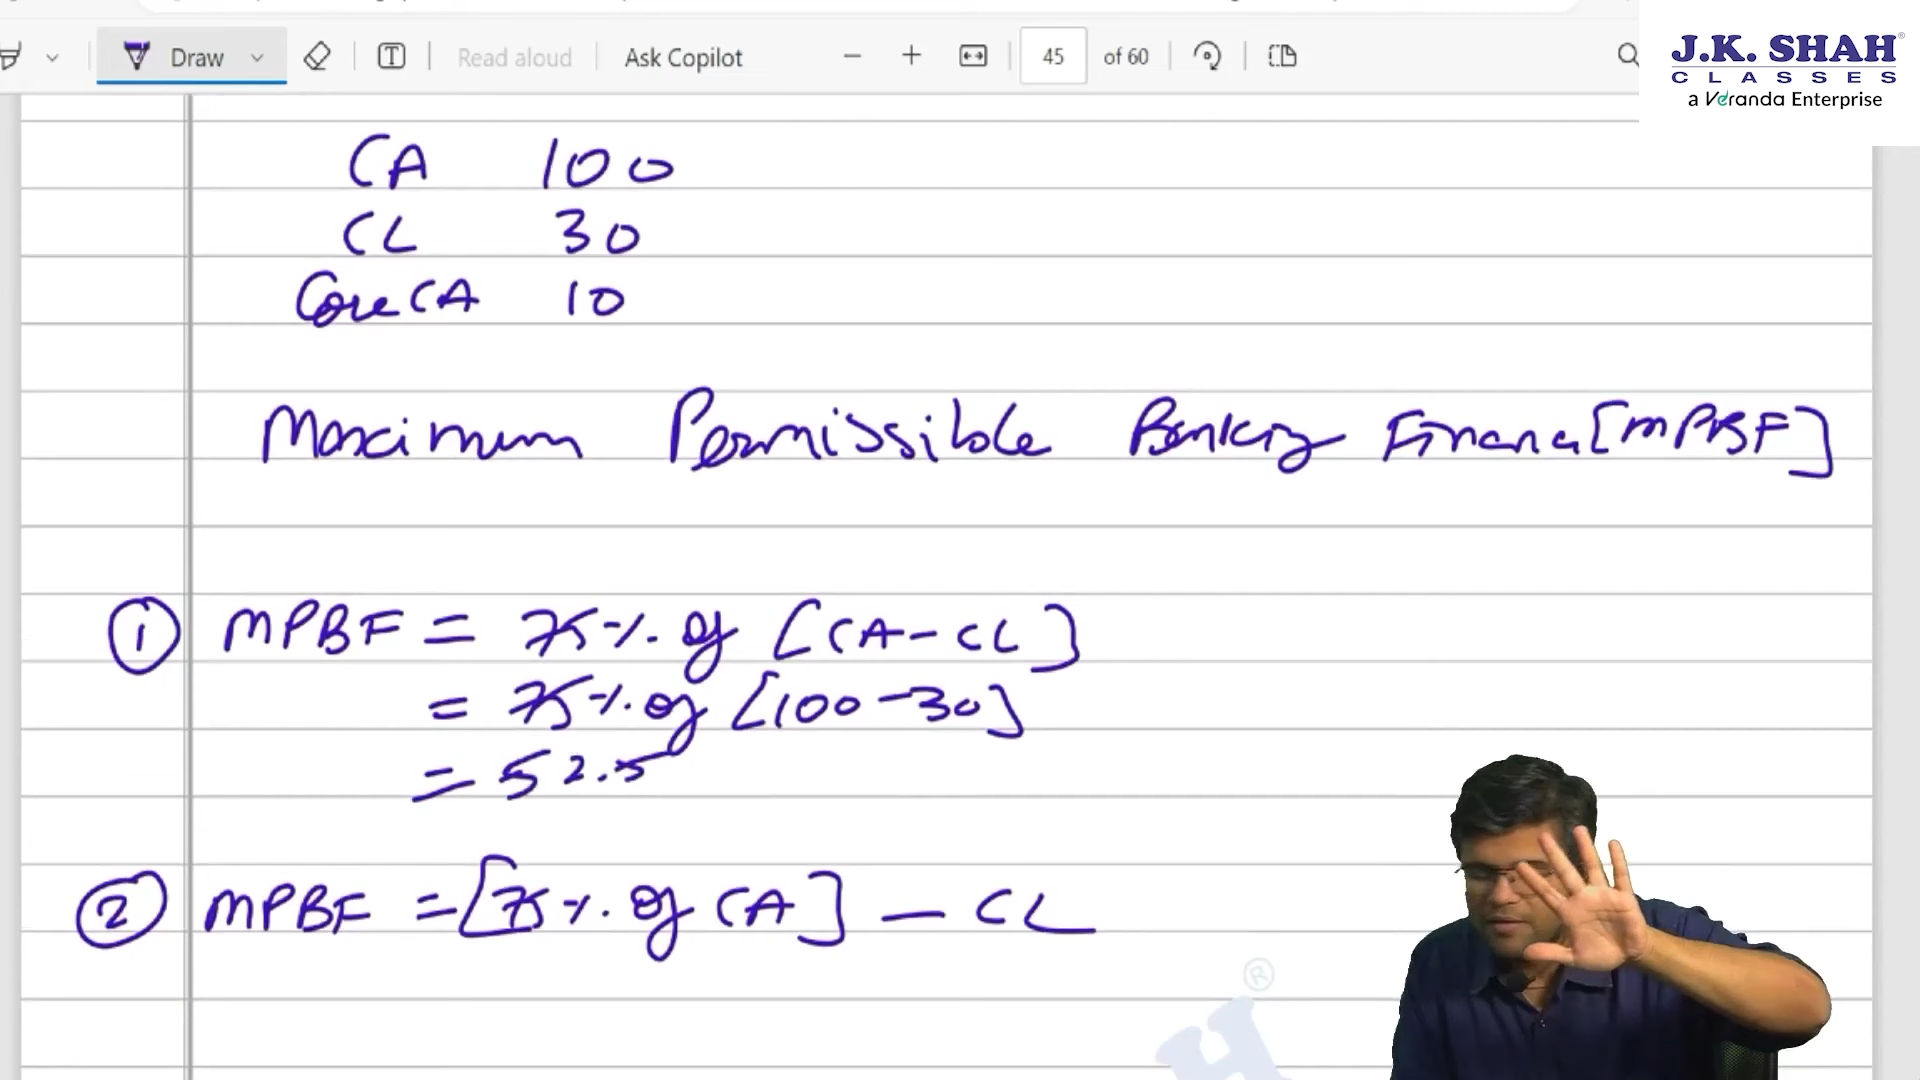 Draw
Read aloud
Ask Copilot
45 of 60
J.K. SHAH®
CLASSES
a Veranda Enterprise
CA 100
CL 30
Core CA 10
Maximum Permissible Banking Finance [MPBF]
① MPBF = 75% of [CA - CL]
= 75% of [100 - 30]
= 52.5
② MPBF = [75% of CA] - CL
H ®